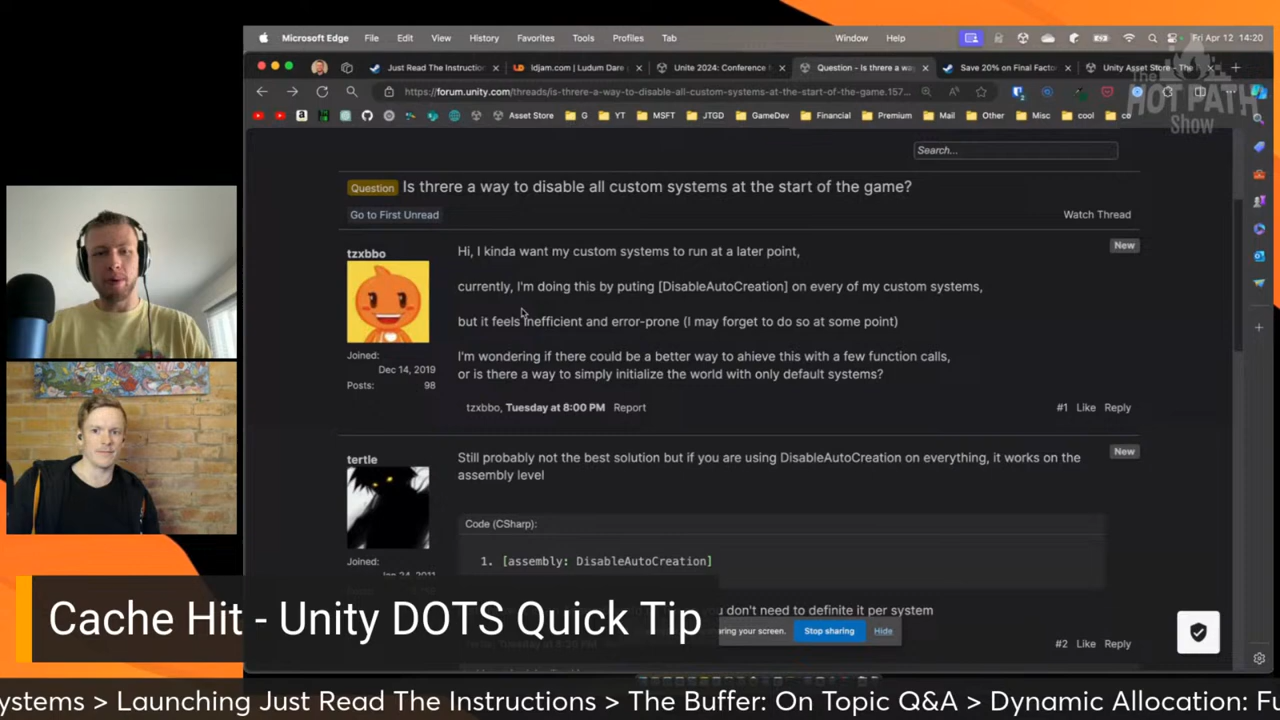 Microsoft Edge File Edit View History Favorites Tools Profiles Tab Window Help Fri Apr 12 14:20
Just Read The Instructio
ldjam.com | Ludum Dare
Unite 2024: Conference
Question - Is threre a wa
Save 20% on Final Facto
Unity Asset Store - The
https://forum.unity.com/threads/is-threre-a-way-to-disable-all-custom-systems-at-the-start-of-the-game.157...
Asset Store G YT MSFT JTGD GameDev Financial Premium Mail Other Misc cool co
The
HOT PATH
Show
Search...
Question Is threre a way to disable all custom systems at the start of the game?
Go to First Unread
Watch Thread
tzxbbo
New
Hi, I kinda want my custom systems to run at a later point,
currently, I'm doing this by puting [DisableAutoCreation] on every of my custom systems,
but it feels inefficient and error-prone (I may forget to do so at some point)
I'm wondering if there could be a better way to ahieve this with a few function calls,
or is there a way to simply initialize the world with only default systems?
Joined:
Dec 14, 2019
Posts: 98
tzxbbo, Tuesday at 8:00 PM Report
#1 Like Reply
tertle
New
Still probably not the best solution but if you are using DisableAutoCreation on everything, it works on the
assembly level
Code (CSharp):
1. [assembly: DisableAutoCreation]
Joined:
Jan 24, 2011
you don't need to definite it per system
haring your screen. Stop sharing Hide
#2 Like Reply
Cache Hit - Unity DOTS Quick Tip
ystems > Launching Just Read The Instructions > The Buffer: On Topic Q&A > Dynamic Allocation: Fu